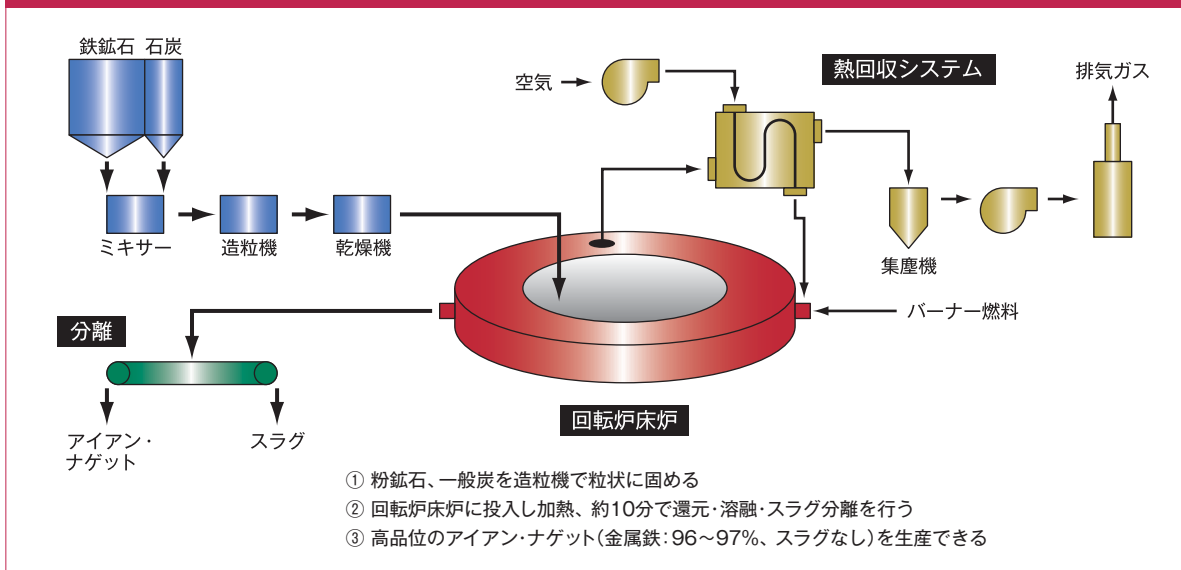 鉄鉱石 石炭
空気
熱回収システム
排気ガス
ミキサー
造粒機
乾燥機
集塵機
バーナー燃料
分離
回転炉床炉
アイアン・
ナゲット
スラグ
① 粉鉱石、一般炭を造粒機で粒状に固める
② 回転炉床炉に投入し加熱、約10分で還元・溶融・スラグ分離を行う
③ 高品位のアイアン・ナゲット(金属鉄:96〜97%、スラグなし)を生産できる